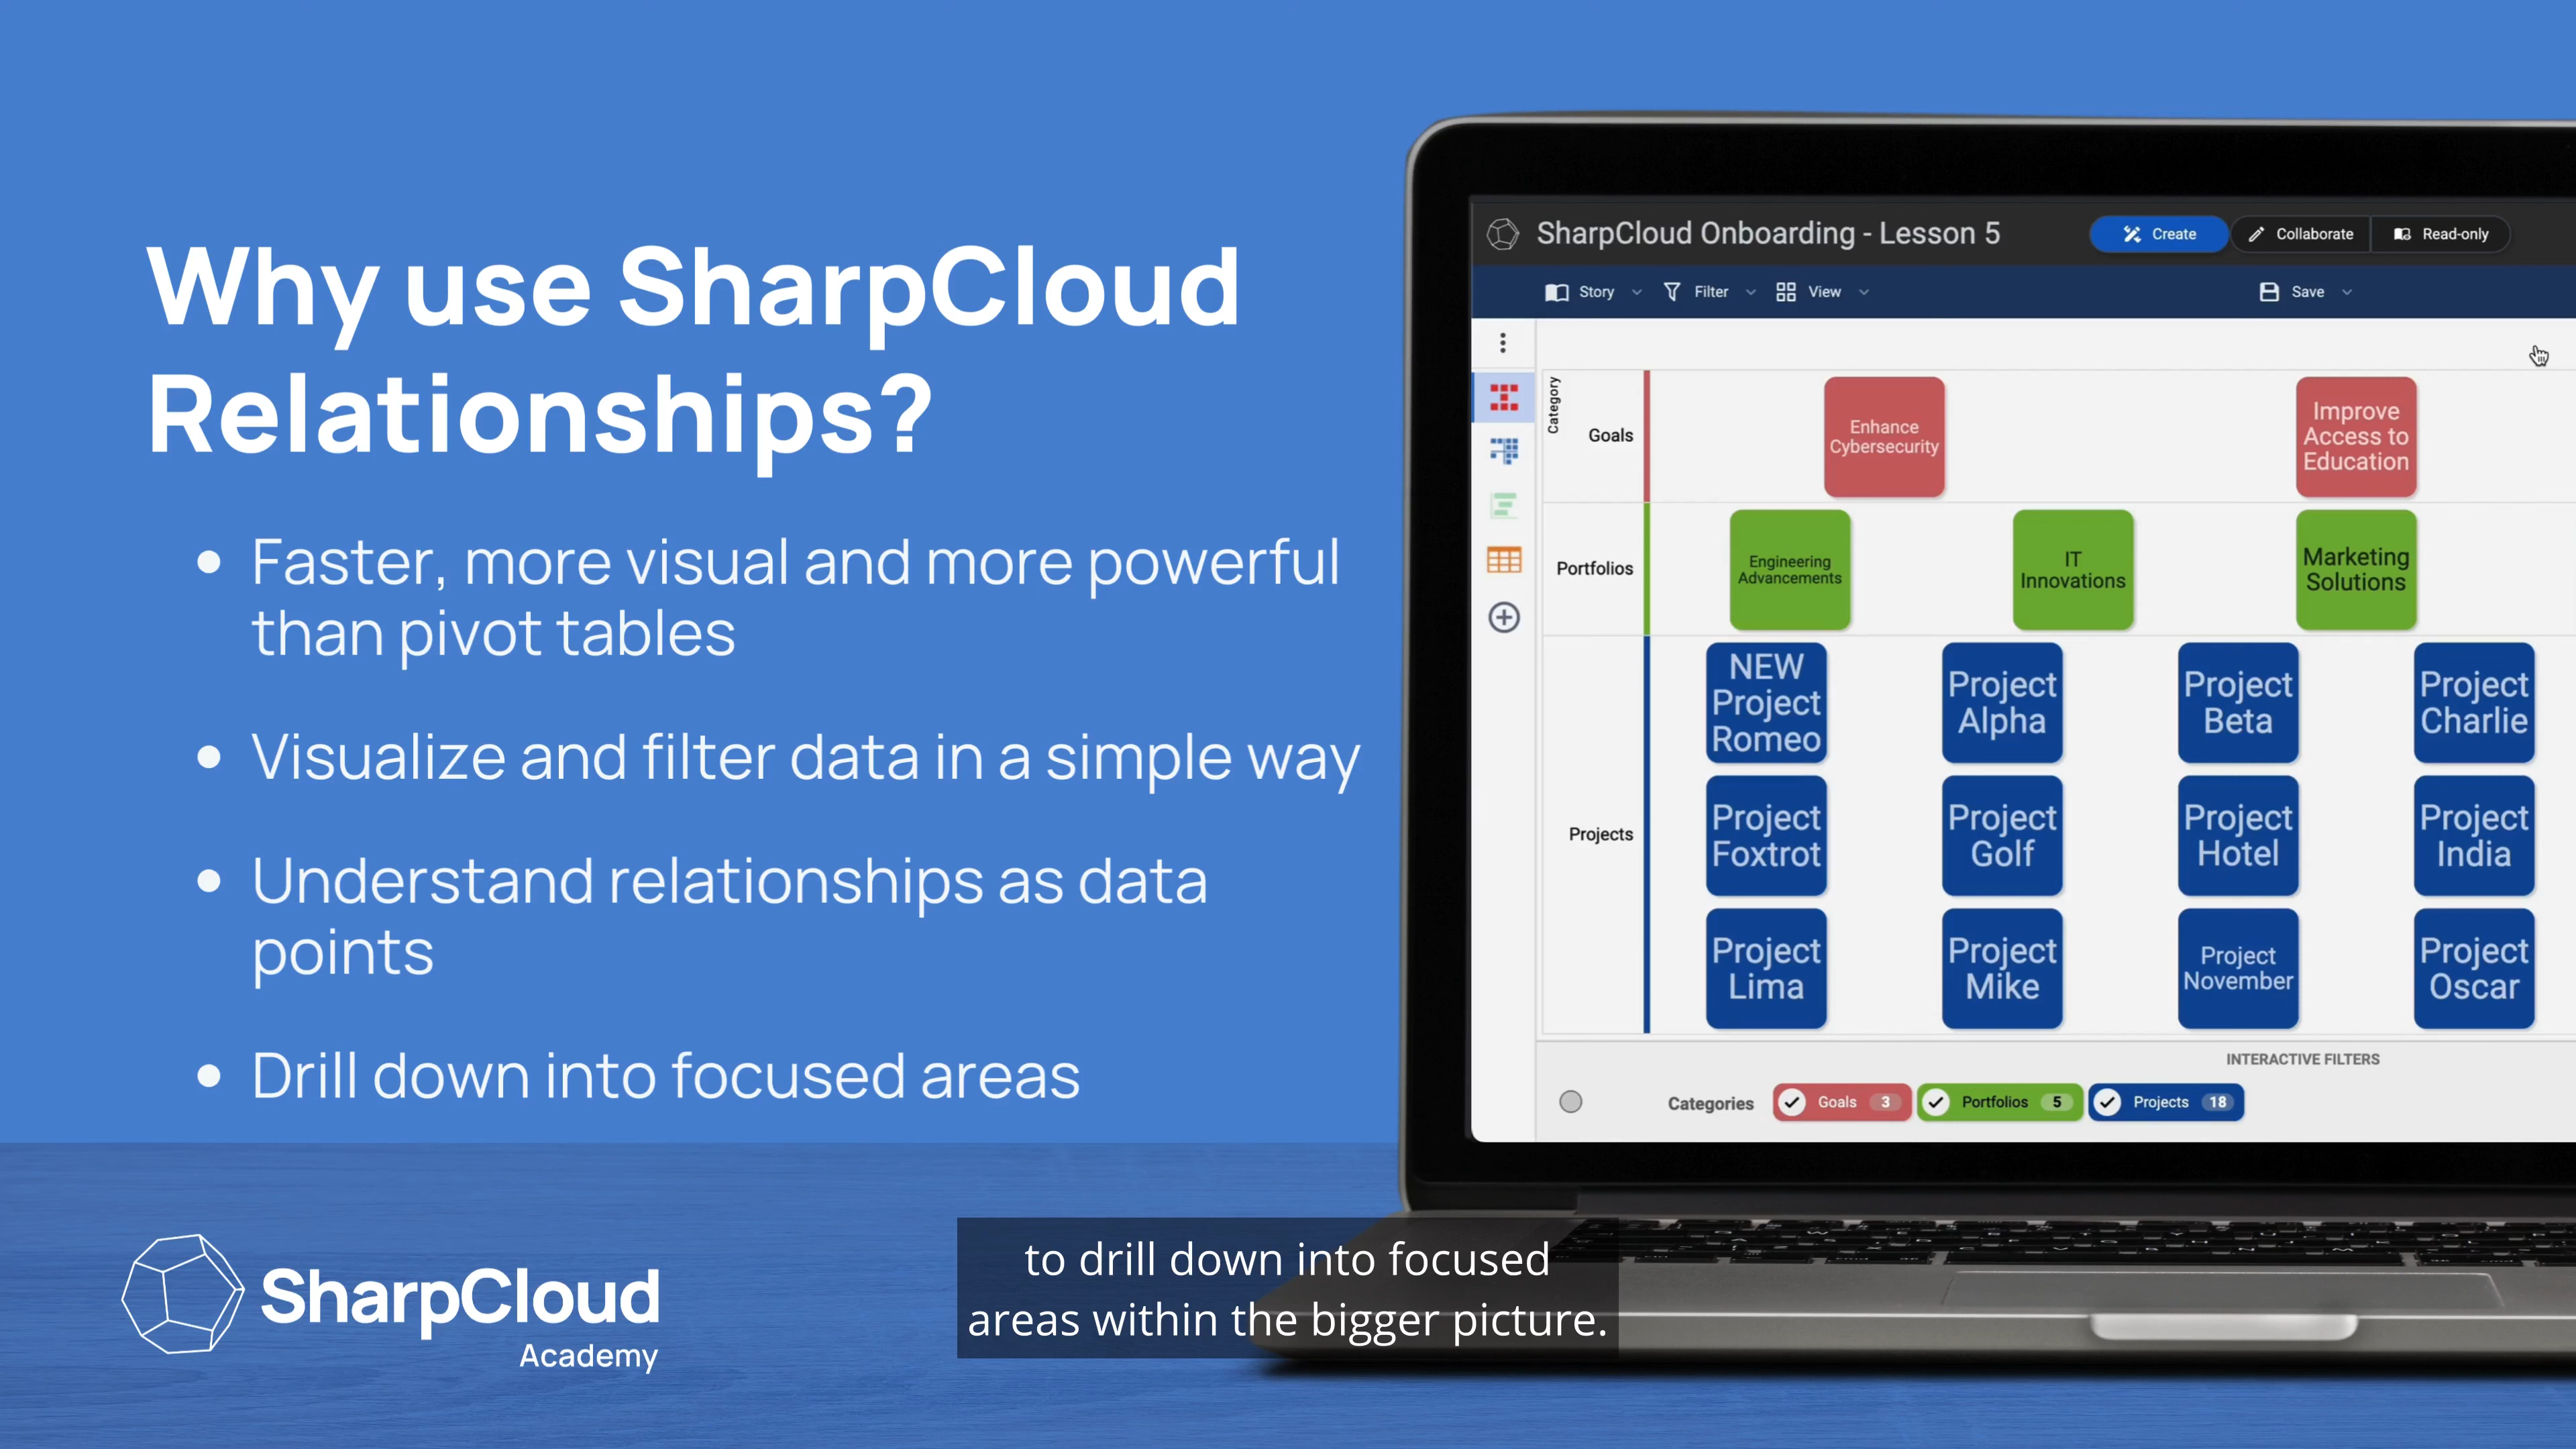 Why use SharpCloud
Relationships?
• Faster, more visual and more powerful
than pivot tables
• Visualize and filter data in a simple way
• Understand relationships as data
points
• Drill down into focused areas
SharpCloud
Academy
SharpCloud Onboarding - Lesson 5
Create
Collaborate
Read-only
Story
Filter
View
Save
Category
Goals
Enhance
Cybersecurity
Improve
Access to
Education
Portfolios
Engineering
Advancements
IT
Innovations
Marketing
Solutions
Projects
NEW
Project
Romeo
Project
Alpha
Project
Beta
Project
Charlie
Project
Foxtrot
Project
Golf
Project
Hotel
Project
India
Project
Lima
Project
Mike
Project
November
Project
Oscar
INTERACTIVE FILTERS
Categories
Goals 3
Portfolios 5
Projects 18
to drill down into focused
areas within the bigger picture.